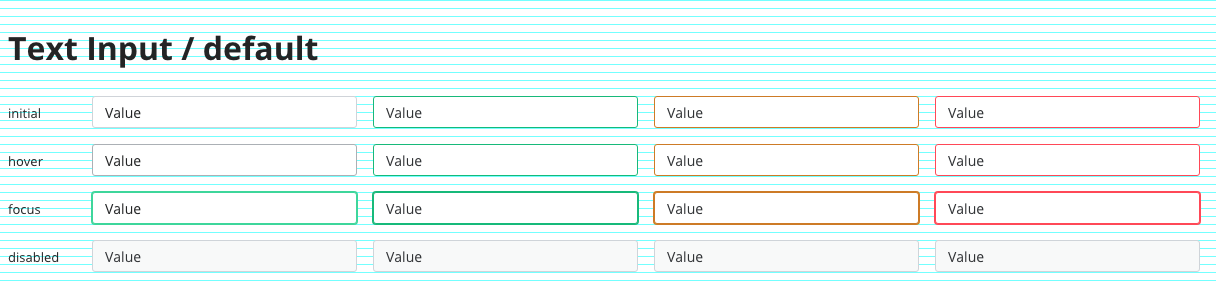 Text Input / default
initial Value Value Value Value
hover Value Value Value Value
focus Value Value Value Value
disabled Value Value Value Value